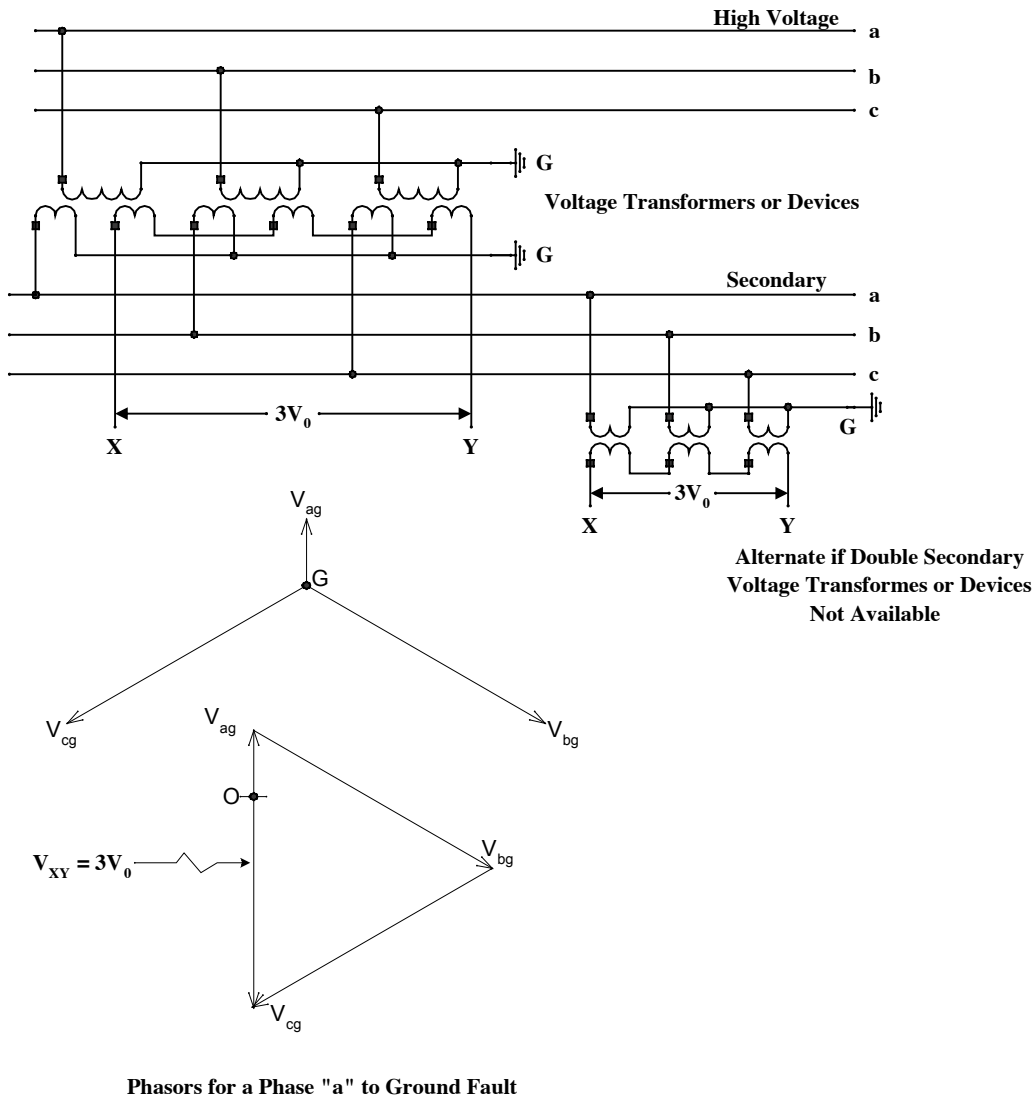 High Voltage
a
b
c
G
Voltage Transformers or Devices
G
Secondary
a
b
c
3V0
X Y
G
3V0
X Y
Alternate if Double Secondary
Voltage Transformes or Devices
Not Available
Vag
G
Vcg
Vbg
Vag
O
VXY = 3V0
Vbg
Vcg
Phasors for a Phase "a" to Ground Fault